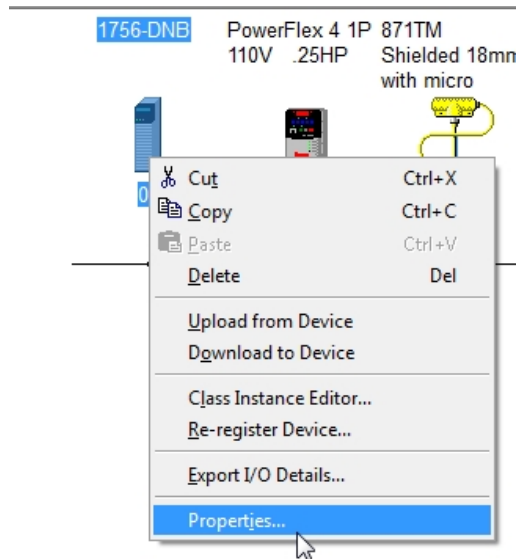 1756-DNB
PowerFlex 4 1P
110V .25HP
871TM
Shielded 18mm
with micro
0
Cut Ctrl+X
Copy Ctrl+C
Paste Ctrl+V
Delete Del
Upload from Device
Download to Device
Class Instance Editor...
Re-register Device...
Export I/O Details...
Properties...